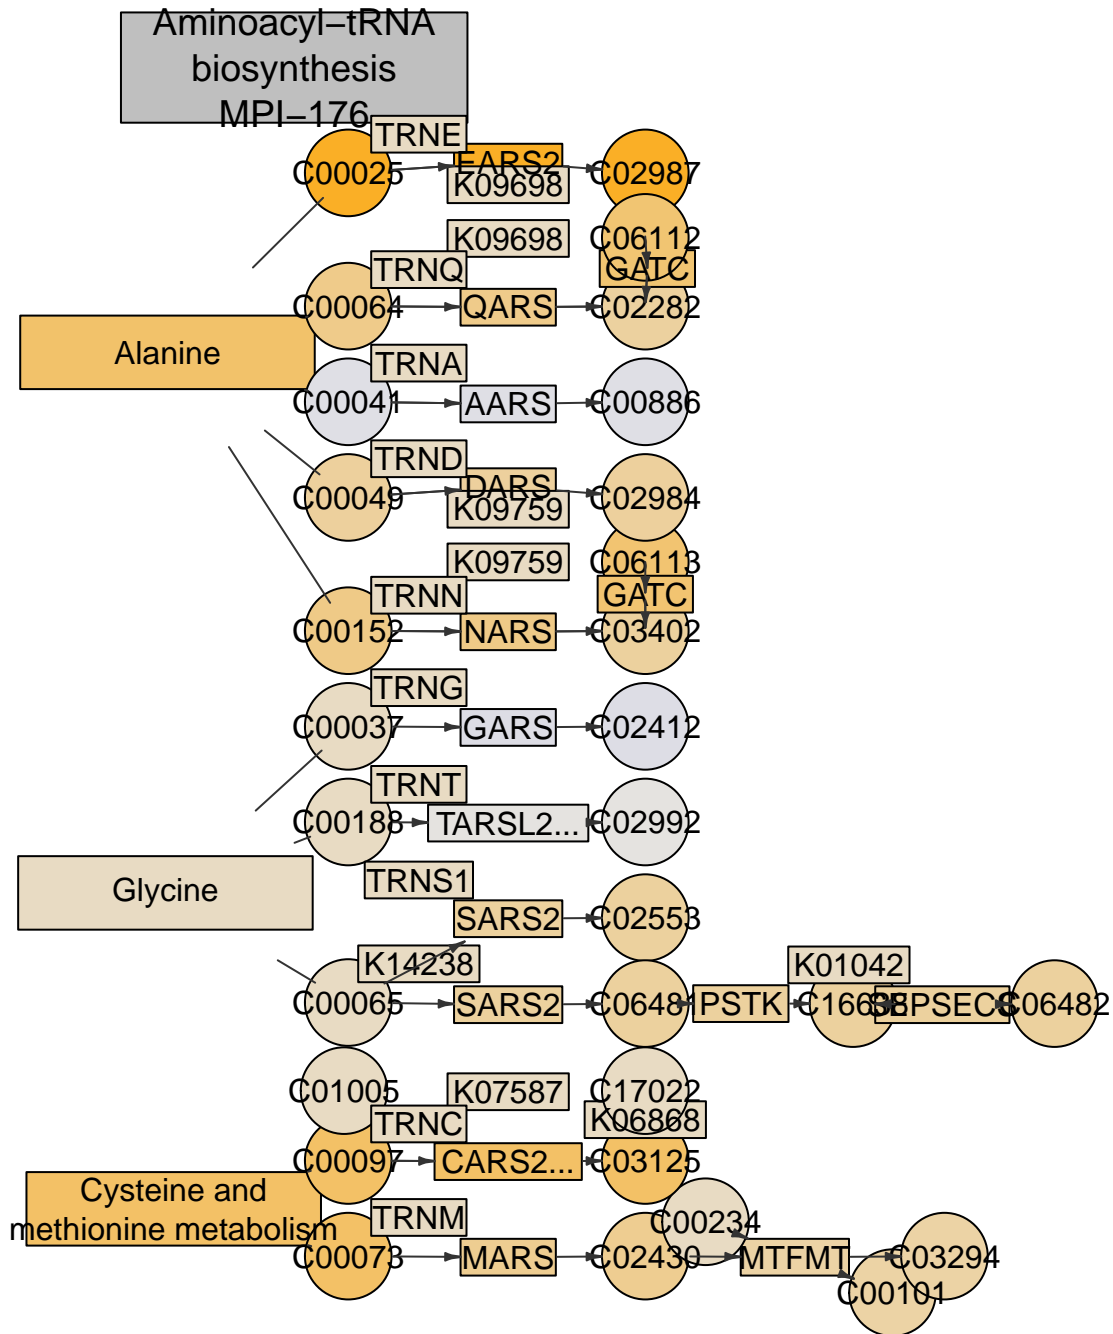 Aminoacyl−tRNA
biosynthesis
MPI−176
TRNE
C00025
EARS2
C02987
K09698
K09698
C06112
TRNQ
GATC
C00064
QARS
C02282
Alanine
TRNA
C00041
AARS
C00886
TRND
DARS
C00049
C02984
K09759
K09759
C06113
TRNN
GATC
C00152
NARS
C03402
TRNG
C00037
GARS
C02412
TRNT
C00188
TARSL2...
C02992
Glycine
TRNS1
SARS2
C02553
K14238
K01042
C00065
SARS2
C06481
PSTK
SEPSECS
C06482
C01005
K07587
C17022
TRNC
K06868
C00097
CARS2...
C03125
Cysteine and
methionine metabolism
TRNM
C00234
C00073
MARS
C02430
MTFMT
C03294
C00101